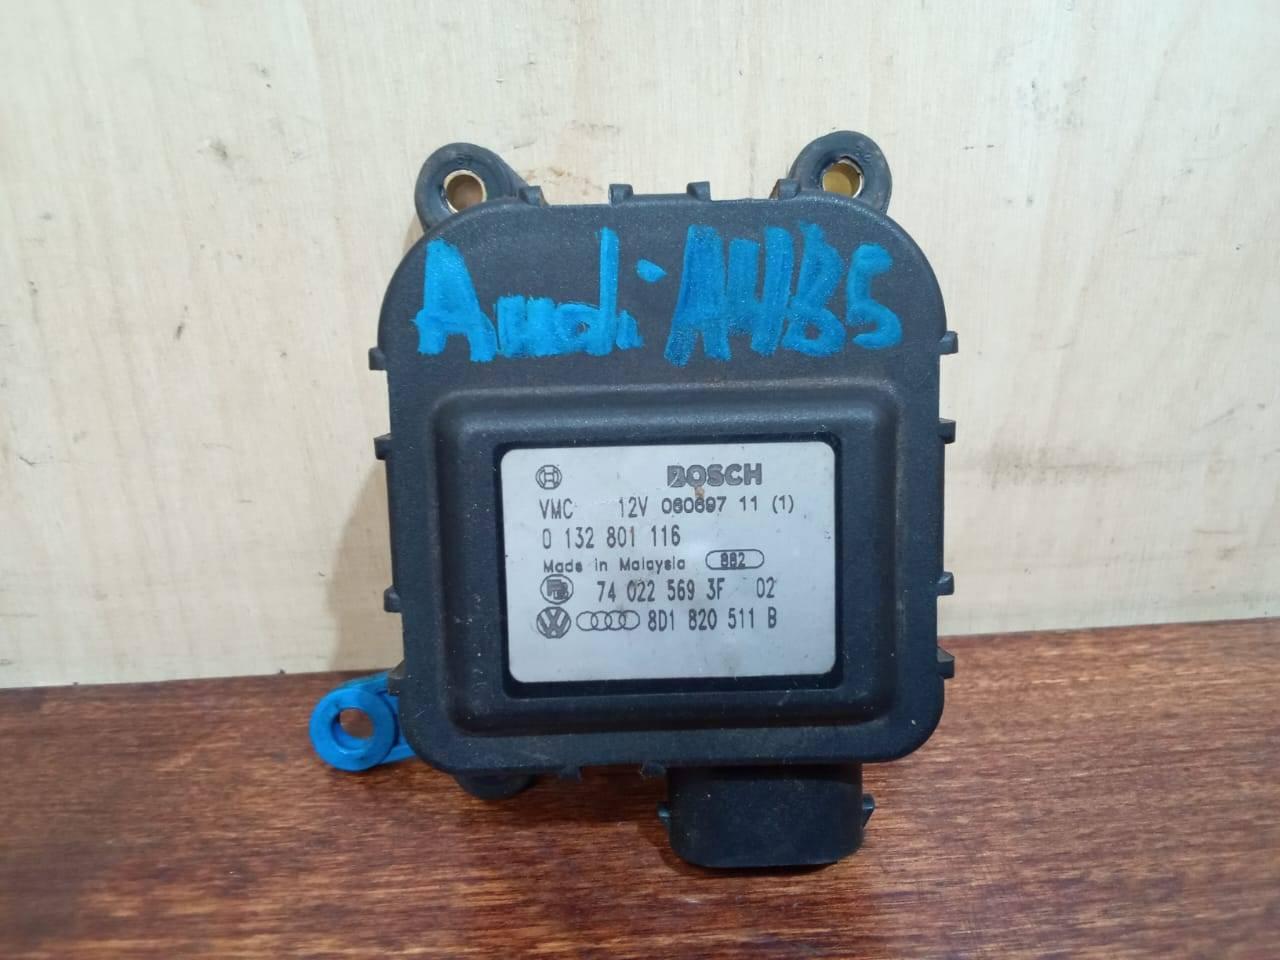 Audi A4B5
BOSCH
VMC 12V 060697 11 (1)
0 132 801 116
Made in Malaysia 882
74 022 569 3F 02
8D1 820 511 B